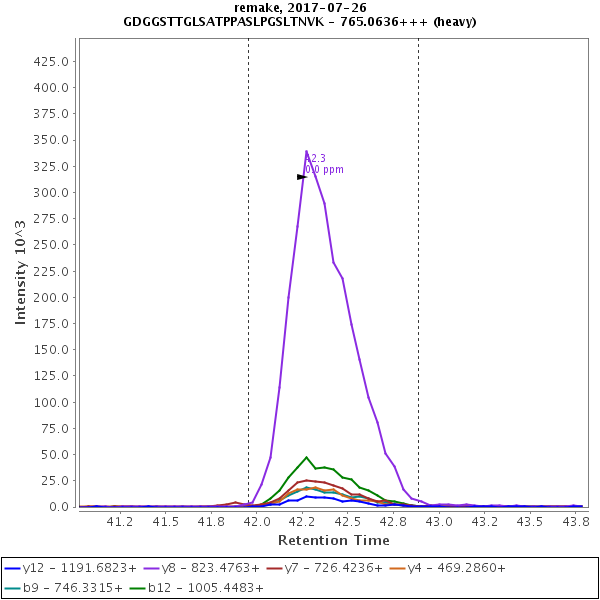 remake, 2017-07-26
GDGGSTTGLSATPPASLPGSLTNVK - 765.0636+++ (heavy)
Intensity 10^3
425.0
400.0
375.0
350.0
325.0
300.0
275.0
250.0
225.0
200.0
175.0
150.0
125.0
100.0
75.0
50.0
25.0
0.0
42.3
0.0 ppm
41.2 41.5 41.8 42.0 42.2 42.5 42.8 43.0 43.2 43.5 43.8
Retention Time
y12 - 1191.6823+ y8 - 823.4763+ y7 - 726.4236+ y4 - 469.2860+
b9 - 746.3315+ b12 - 1005.4483+